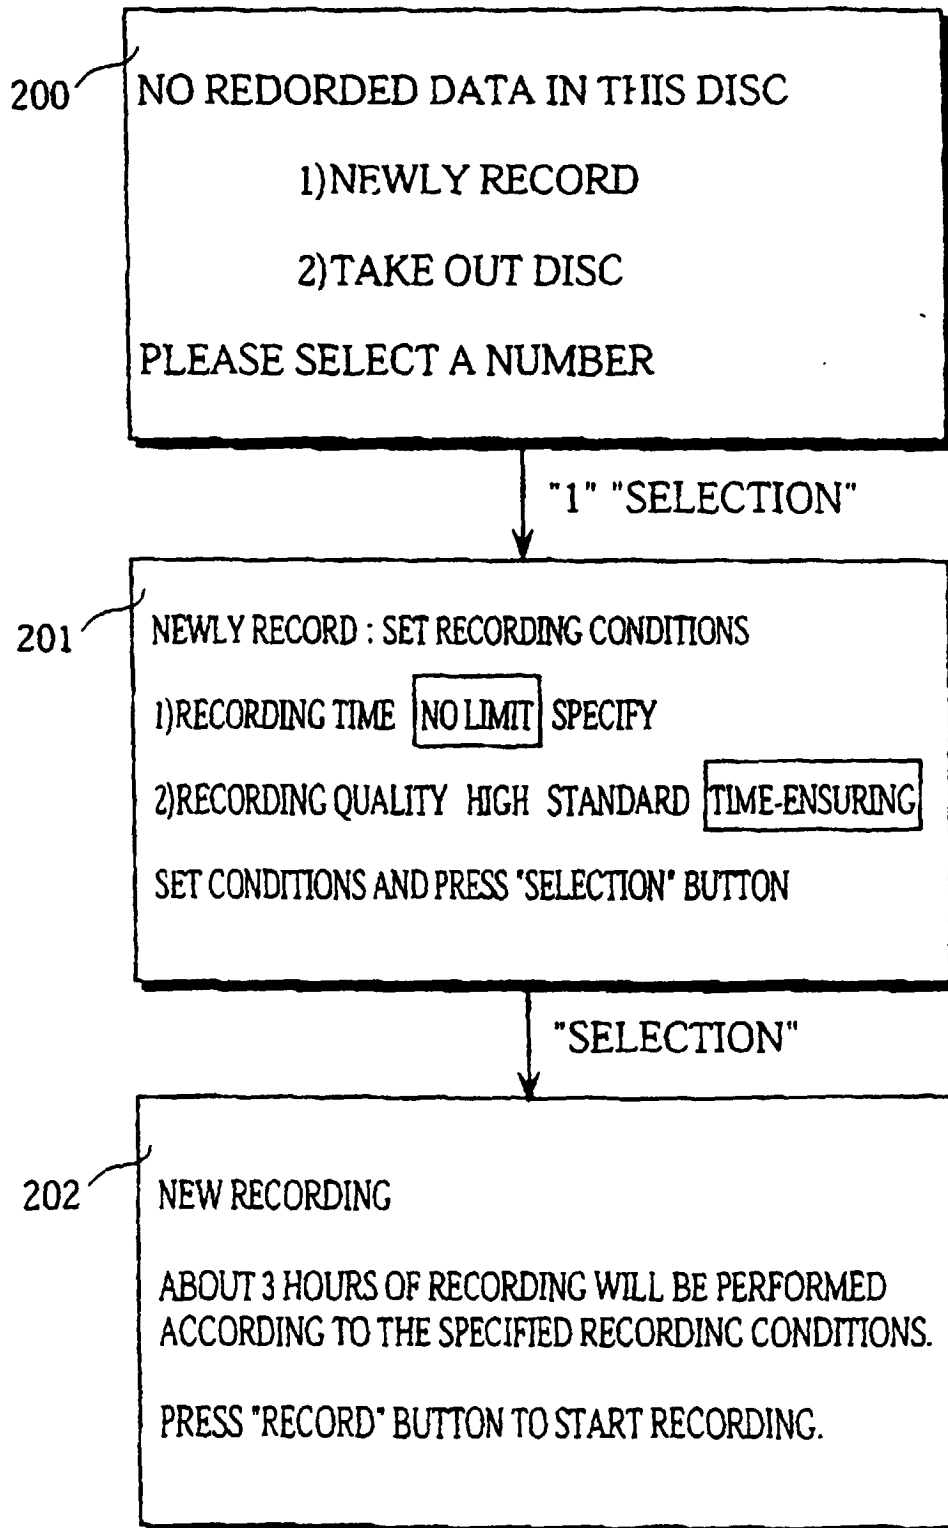 200
NO REDORDED DATA IN THIS DISC
1)NEWLY RECORD
2)TAKE OUT DISC
PLEASE SELECT A NUMBER
"1" "SELECTION"
201
NEWLY RECORD : SET RECORDING CONDITIONS
1)RECORDING TIME NO LIMIT SPECIFY
2)RECORDING QUALITY HIGH STANDARD TIME-ENSURING
SET CONDITIONS AND PRESS "SELECTION" BUTTON
"SELECTION"
202
NEW RECORDING
ABOUT 3 HOURS OF RECORDING WILL BE PERFORMED
ACCORDING TO THE SPECIFIED RECORDING CONDITIONS.
PRESS "RECORD" BUTTON TO START RECORDING.